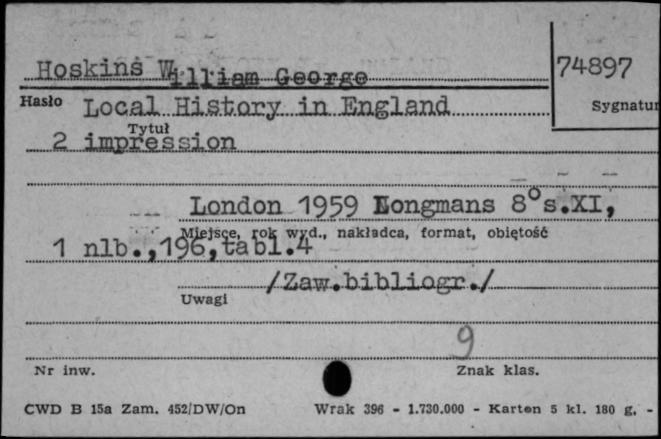 Hoskins William George 74897
Hasło Local History in England Sygnatur
Tytuł
2 impression
London 1959 Longmans 8° s.XI,
Miejsce, rok wyd., nakładca, format, objętość
1 nlb.,196,tabl.4
/Zaw.bibliogr./
Uwagi
9
Nr inw. Znak klas.
CWD B 15a Zam. 452/DW/On Wrak 396 - 1.730.000 - Karton 5 kl. 180 g. -